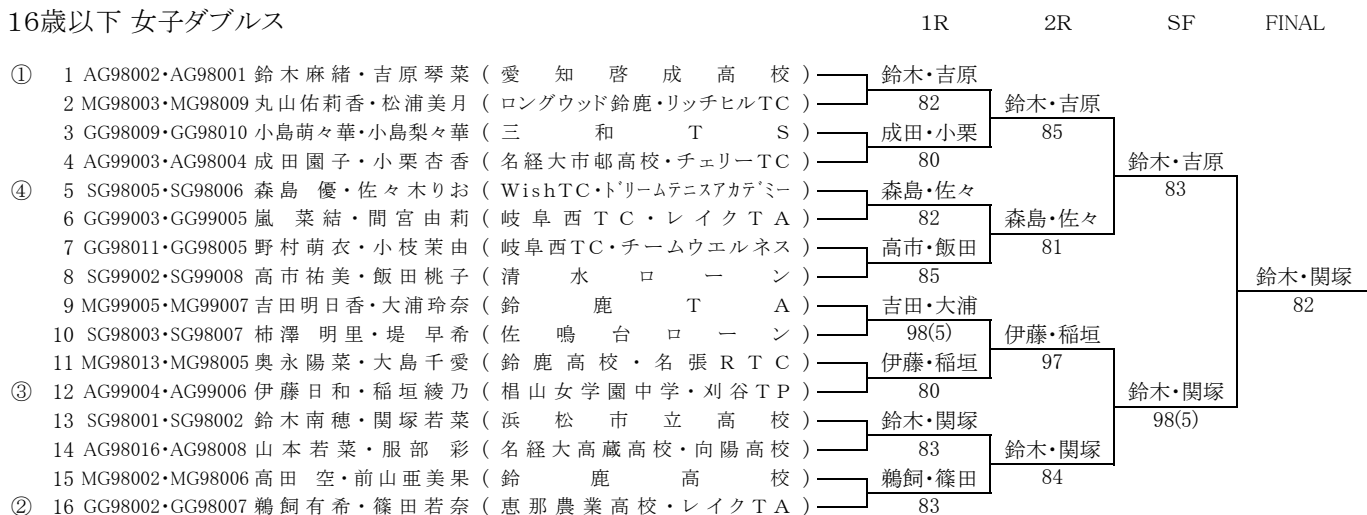 16歳以下 女子ダブルス 1R 2R SF FINAL
① 1 AG98002・AG98001 鈴木麻緒・吉原琴菜 ( 愛知啓成高校 ) 鈴木・吉原
2 MG98003・MG98009 丸山佑莉香・松浦美月 ( ロングウッド鈴鹿・リッチヒルTC ) 82 鈴木・吉原
3 GG98009・GG98010 小島萌々華・小島梨々華 ( 三和TS ) 成田・小栗 85
4 AG99003・AG98004 成田園子・小栗杏香 ( 名経大市邨高校・チェリーTC ) 80 鈴木・吉原
④ 5 SG98005・SG98006 森島 優・佐々木りお ( WishTC・ドリームテニスアカデミー ) 森島・佐々 83
6 GG99003・GG99005 嵐 菜結・間宮由莉 ( 岐阜西TC・レイクTA ) 82 森島・佐々
7 GG98011・GG98005 野村萌衣・小枝茉由 ( 岐阜西TC・チームウエルネス ) 高市・飯田 81
8 SG99002・SG99008 高市祐美・飯田桃子 ( 清水ローン ) 85 鈴木・関塚
9 MG99005・MG99007 吉田明日香・大浦玲奈 ( 鈴鹿TA ) 吉田・大浦 82
10 SG98003・SG98007 柿澤 明里・堤 早希 ( 佐鳴台ローン ) 98(5) 伊藤・稲垣
11 MG98013・MG98005 奥永陽菜・大島千愛 ( 鈴鹿高校・名張RTC ) 伊藤・稲垣 97
③ 12 AG99004・AG99006 伊藤日和・稲垣綾乃 ( 椙山女学園中学・刈谷TP ) 80 鈴木・関塚
13 SG98001・SG98002 鈴木南穂・関塚若菜 ( 浜松市立高校 ) 鈴木・関塚 98(5)
14 AG98016・AG98008 山本若菜・服部 彩 ( 名経大高蔵高校・向陽高校 ) 83 鈴木・関塚
15 MG98002・MG98006 高田 空・前山亜美果 ( 鈴鹿高校 ) 鵜飼・篠田 84
② 16 GG98002・GG98007 鵜飼有希・篠田若奈 ( 恵那農業高校・レイクTA ) 83